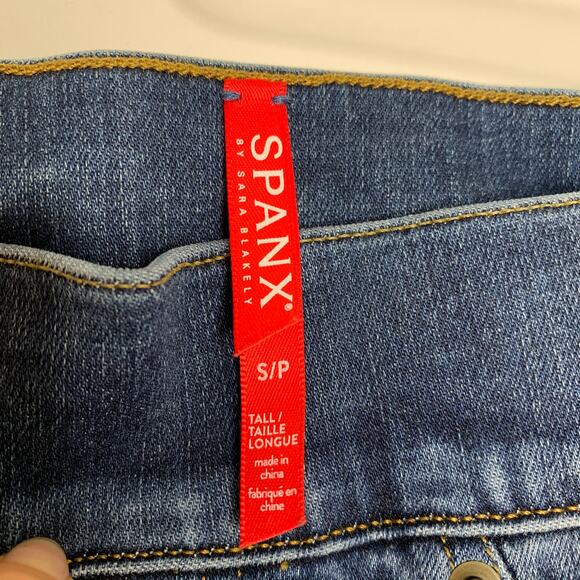 SPANX®
BY SARA BLAKELY
S/P
TALL/
TAILLE
LONGUE
made in
china
fabriqué en
chine